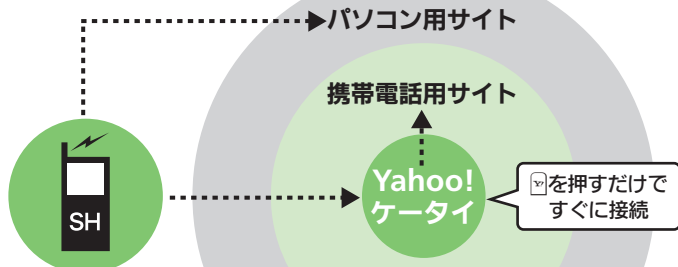 パソコン用サイト
携帯電話用サイト
SH
Yahoo!
ケータイ
を押すだけで
すぐに接続